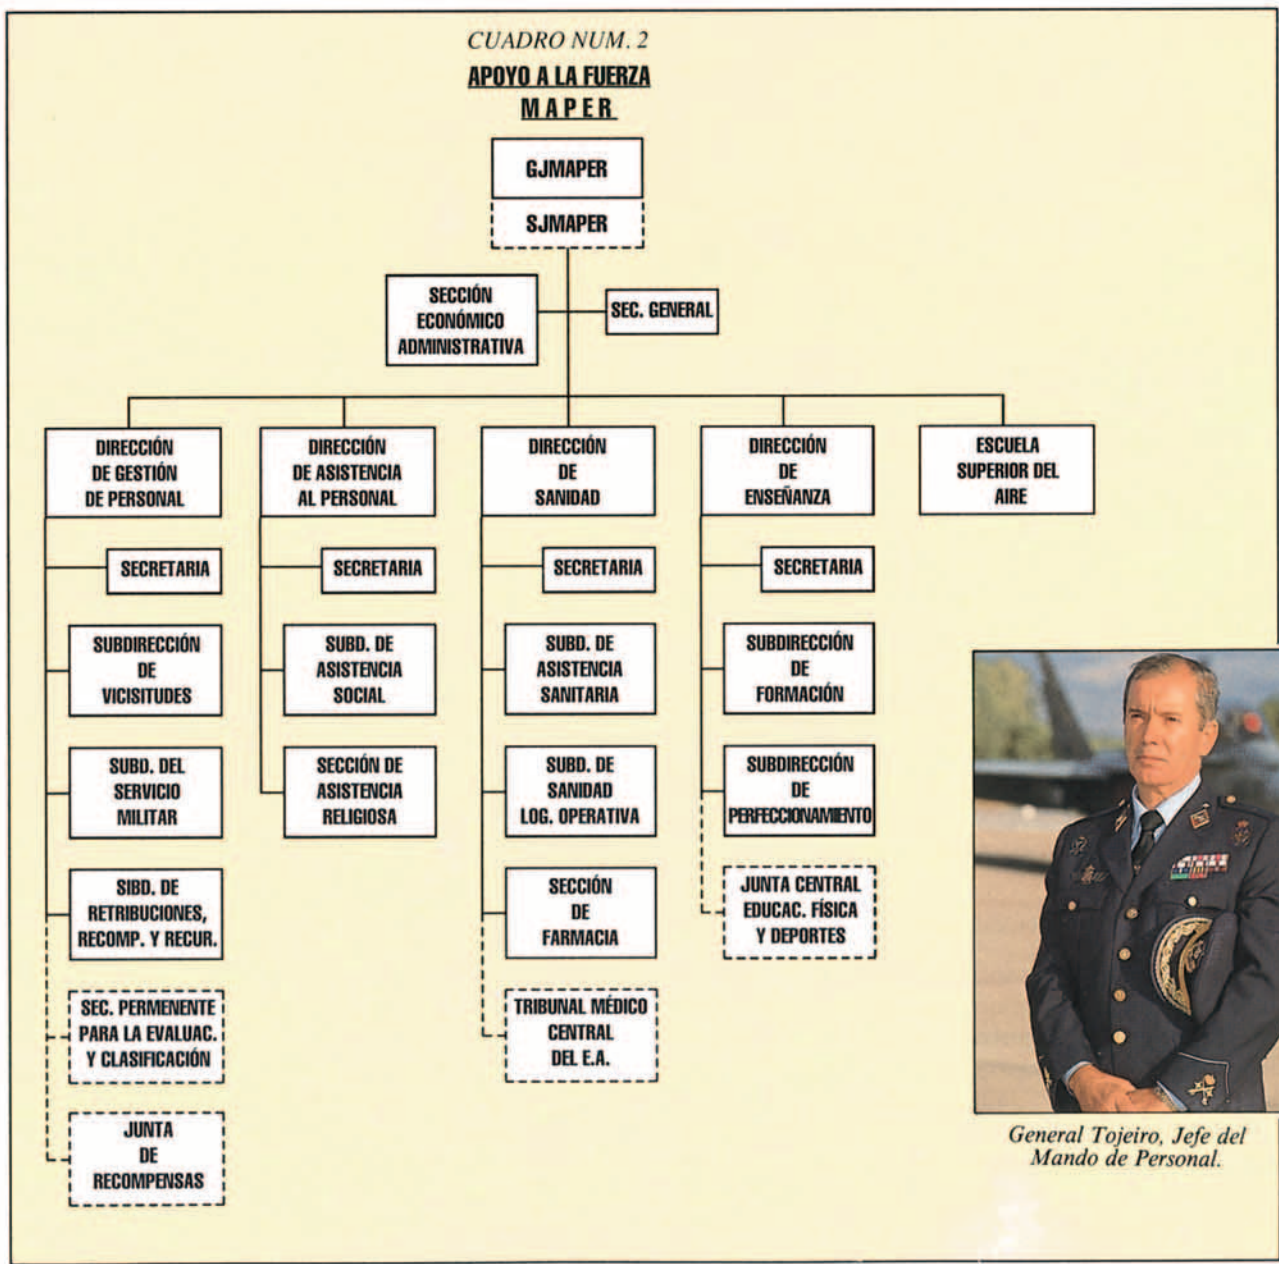 CUADRO NUM. 2
APOYO A LA FUERZA
MAPER
GJMAPER
SJMAPER
SECCIÓN
ECONÓMICO
ADMINISTRATIVA
SEC. GENERAL
DIRECCIÓN
DE GESTIÓN
DE PERSONAL
SECRETARIA
SUBDIRECCIÓN
DE
VICISITUDES
SUBD. DEL
SERVICIO
MILITAR
SIBD. DE
RETRIBUCIONES,
RECOMP. Y RECUR.
SEC. PERMENENTE
PARA LA EVALUAC.
Y CLASIFICACIÓN
JUNTA
DE
RECOMPENSAS
DIRECCIÓN
DE ASISTENCIA
AL PERSONAL
SECRETARIA
SUBD. DE
ASISTENCIA
SOCIAL
SECCIÓN DE
ASISTENCIA
RELIGIOSA
DIRECCIÓN
DE
SANIDAD
SECRETARIA
SUBD. DE
ASISTENCIA
SANITARIA
SUBD. DE
SANIDAD
LOG. OPERATIVA
SECCIÓN
DE
FARMACIA
TRIBUNAL MÉDICO
CENTRAL
DEL E.A.
DIRECCIÓN
DE
ENSEÑANZA
SECRETARIA
SUBDIRECCIÓN
DE
FORMACIÓN
SUBDIRECCIÓN
DE
PERFECCIONAMIENTO
JUNTA CENTRAL
EDUCAC. FÍSICA
Y DEPORTES
ESCUELA
SUPERIOR DEL
AIRE
General Tojeiro, Jefe del
Mando de Personal.